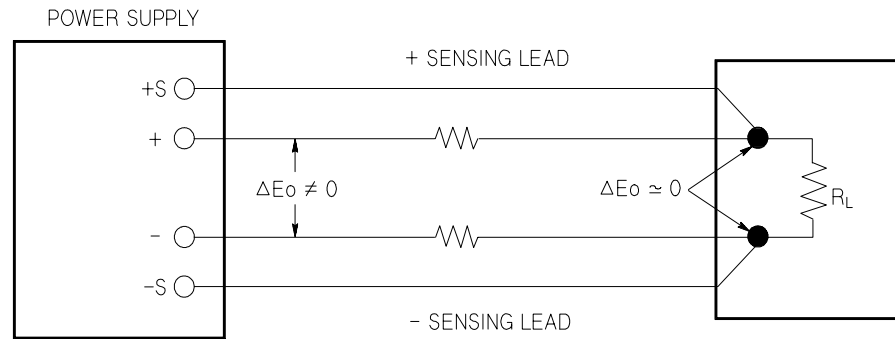 POWER SUPPLY
+ SENSING LEAD
+S
+
ΔEo ≠ 0
ΔEo ≃ 0
R_L
-
-S
- SENSING LEAD